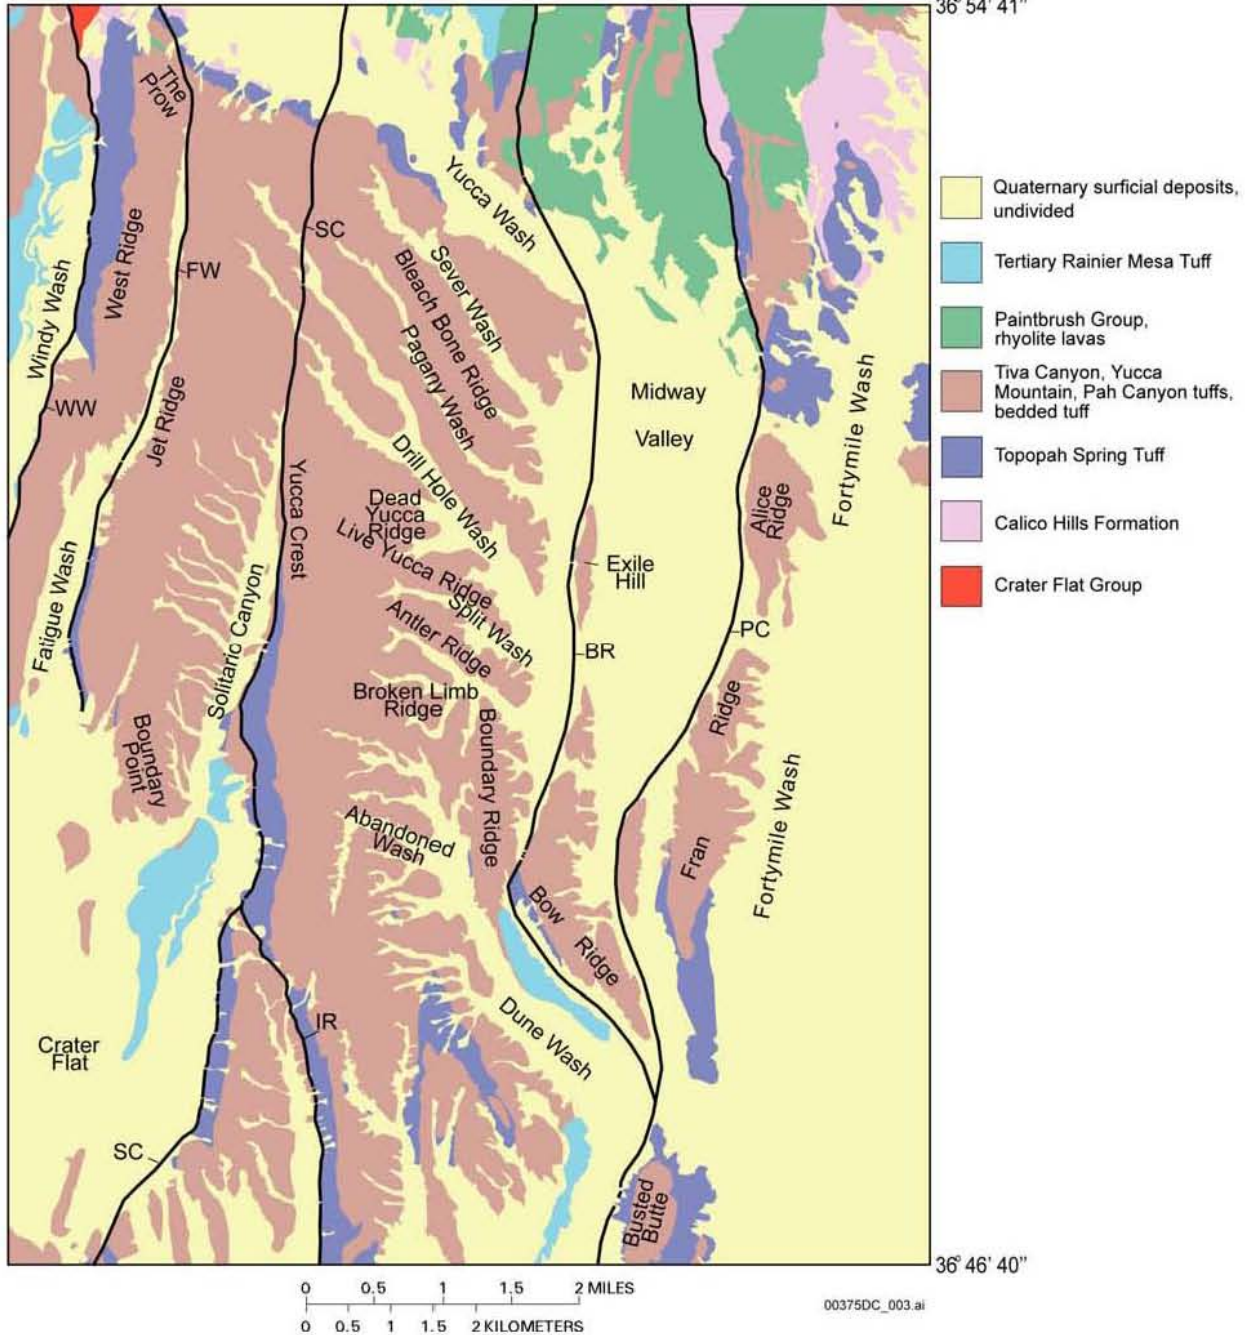 36° 54' 41"
The
Prow
Yucca Wash
SC
West Ridge
FW
Sever Wash
Bleach Bone Ridge
Pagany Wash
Windy Wash
WW
Jet Ridge
Midway
Valley
Fortymile Wash
Drill Hole Wash
Yucca Crest
Dead
Yucca
Ridge
Live Yucca Ridge
Alice
Ridge
Exile
Hill
Fatigue Wash
Solitario Canyon
Split Wash
Antler Ridge
BR
PC
Broken Limb
Ridge
Ridge
Boundary
Point
Boundary Ridge
Abandoned
Wash
Fran
Fortymile Wash
Bow
Ridge
Dune Wash
IR
Crater
Flat
SC
Busted
Butte
36° 46' 40"
Quaternary surficial deposits,
undivided
Tertiary Rainier Mesa Tuff
Paintbrush Group,
rhyolite lavas
Tiva Canyon, Yucca
Mountain, Pah Canyon tuffs,
bedded tuff
Topopah Spring Tuff
Calico Hills Formation
Crater Flat Group
0 0.5 1 1.5 2 MILES
0 0.5 1 1.5 2 KILOMETERS
00375DC_003.ai